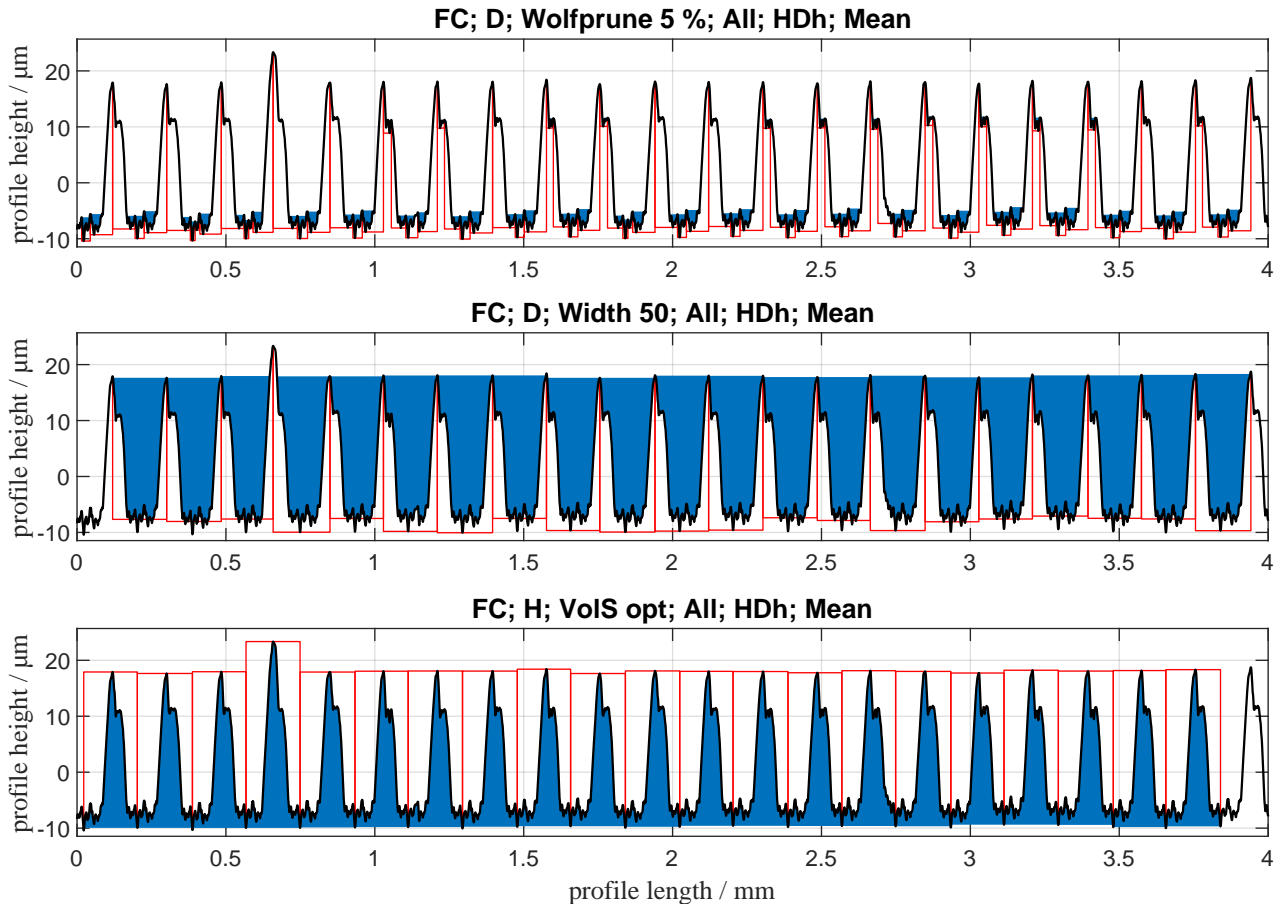 FC; D; Wolfprune 5 %; All; HDh; Mean
profile height / μm
20
10
0
-10
0 0.5 1 1.5 2 2.5 3 3.5 4
FC; D; Width 50; All; HDh; Mean
profile height / μm
20
10
0
-10
0 0.5 1 1.5 2 2.5 3 3.5 4
FC; H; VolS opt; All; HDh; Mean
profile height / μm
20
10
0
-10
0 0.5 1 1.5 2 2.5 3 3.5 4
profile length / mm